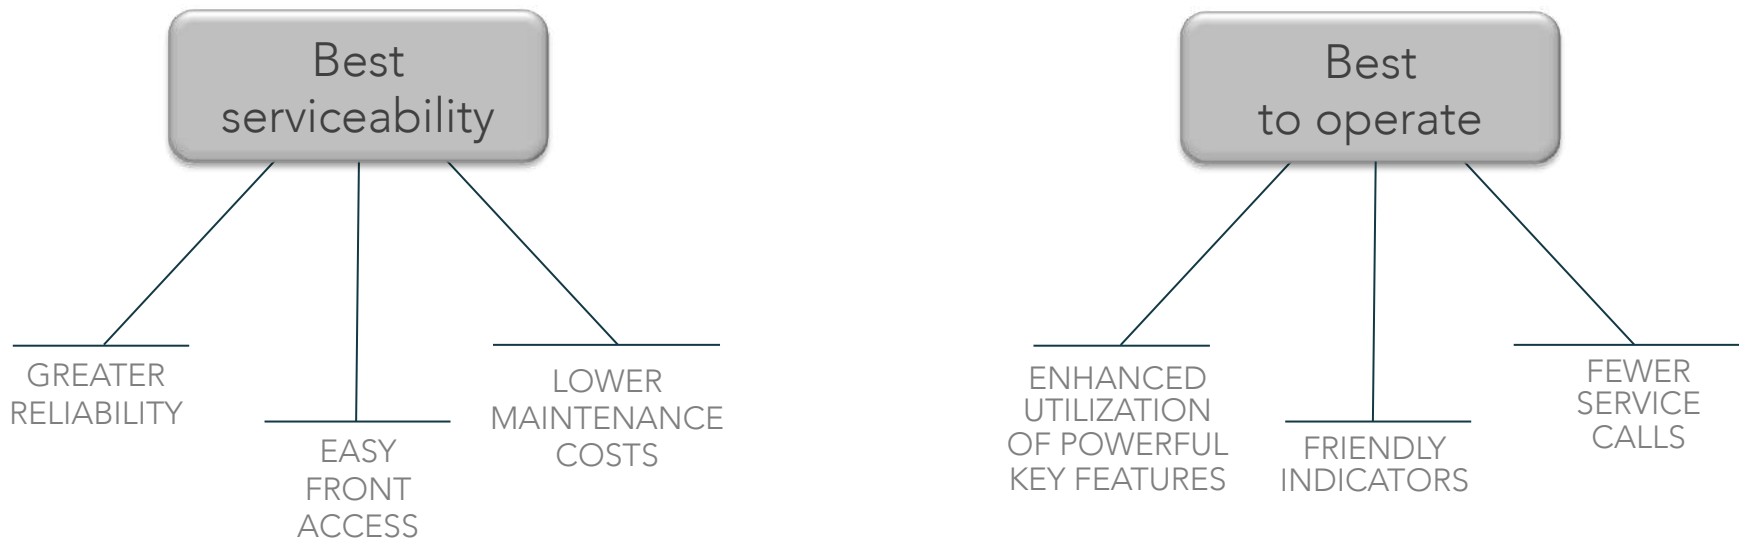 Best
serviceability
GREATER
RELIABILITY
EASY
FRONT
ACCESS
LOWER
MAINTENANCE
COSTS
Best
to operate
ENHANCED
UTILIZATION
OF POWERFUL
KEY FEATURES
FRIENDLY
INDICATORS
FEWER
SERVICE
CALLS